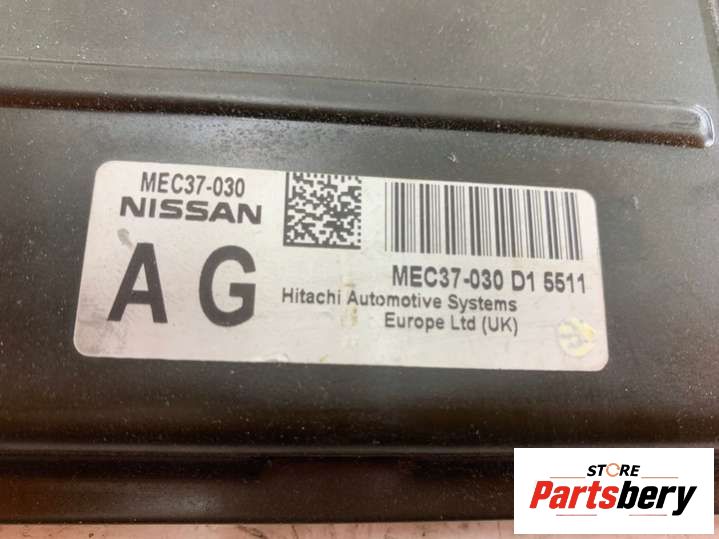 MEC37-030
NISSAN
A G
MEC37-030 D1 5511
Hitachi Automotive Systems
Europe Ltd (UK)
STORE
Partsbery